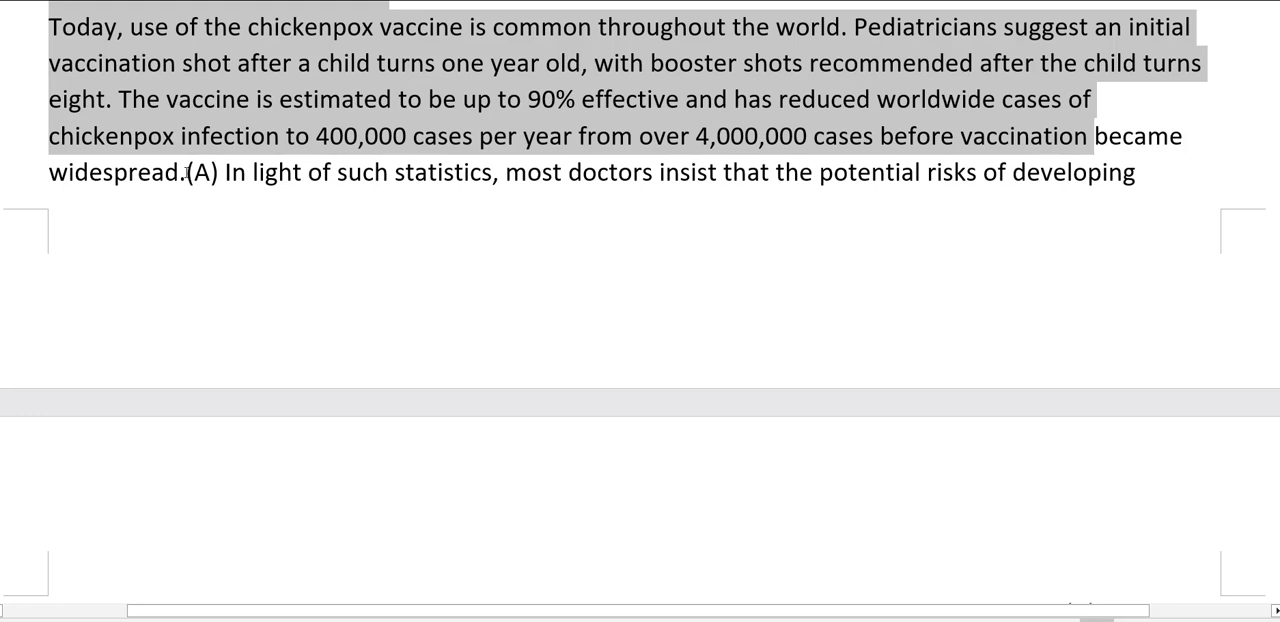 Today, use of the chickenpox vaccine is common throughout the world. Pediatricians suggest an initial
vaccination shot after a child turns one year old, with booster shots recommended after the child turns
eight. The vaccine is estimated to be up to 90% effective and has reduced worldwide cases of
chickenpox infection to 400,000 cases per year from over 4,000,000 cases before vaccination became
widespread.(A) In light of such statistics, most doctors insist that the potential risks of developing